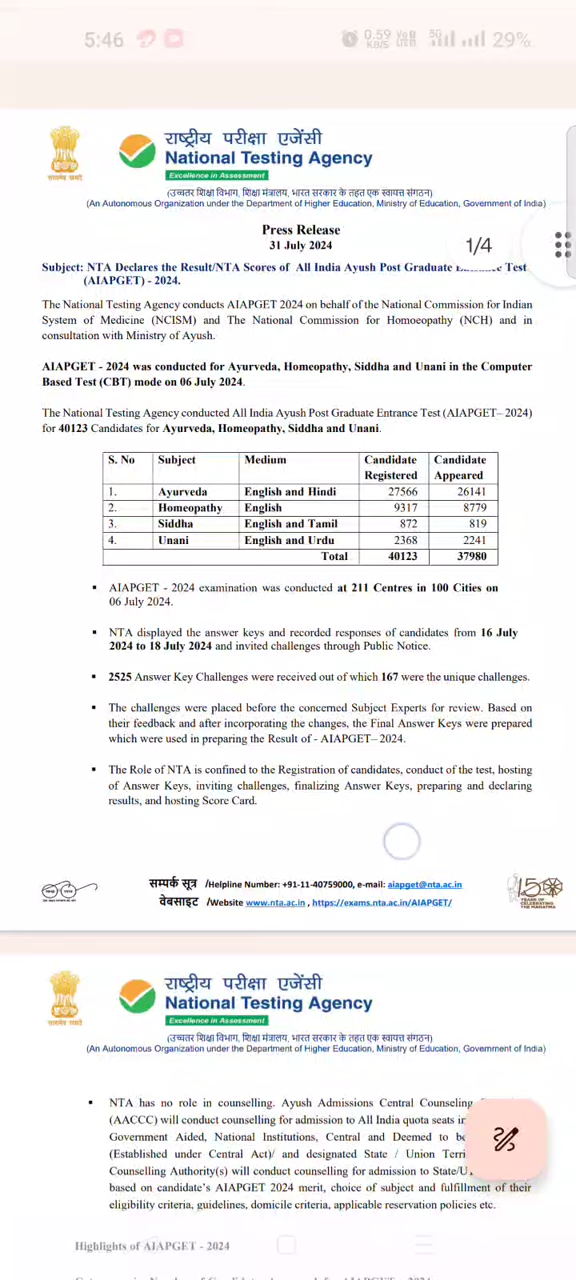 5:46
0.59 KB/S
29%
राष्ट्रीय परीक्षा एजेंसी
National Testing Agency
Excellence in Assessment
सत्यमेव जयते
(उच्चतर शिक्षा विभाग, शिक्षा मंत्रालय, भारत सरकार के तहत एक स्वायत्त संगठन)
(An Autonomous Organization under the Department of Higher Education, Ministry of Education, Government of India)
Press Release
31 July 2024
1/4
Subject: NTA Declares the Result/NTA Scores of All India Ayush Post Graduate Test
(AIAPGET) - 2024.
The National Testing Agency conducts AIAPGET 2024 on behalf of the National Commission for Indian
System of Medicine (NCISM) and The National Commission for Homoeopathy (NCH) and in
consultation with Ministry of Ayush.
AIAPGET - 2024 was conducted for Ayurveda, Homeopathy, Siddha and Unani in the Computer
Based Test (CBT) mode on 06 July 2024.
The National Testing Agency conducted All India Ayush Post Graduate Entrance Test (AIAPGET– 2024)
for 40123 Candidates for Ayurveda, Homeopathy, Siddha and Unani.
S. No Subject Medium Candidate Registered Candidate Appeared
1. Ayurveda English and Hindi 27566 26141
2. Homeopathy English 9317 8779
3. Siddha English and Tamil 872 819
4. Unani English and Urdu 2368 2241
Total 40123 37980
▪ AIAPGET - 2024 examination was conducted at 211 Centres in 100 Cities on
06 July 2024.
▪ NTA displayed the answer keys and recorded responses of candidates from 16 July
2024 to 18 July 2024 and invited challenges through Public Notice.
▪ 2525 Answer Key Challenges were received out of which 167 were the unique challenges.
▪ The challenges were placed before the concerned Subject Experts for review. Based on
their feedback and after incorporating the changes, the Final Answer Keys were prepared
which were used in preparing the Result of - AIAPGET– 2024.
▪ The Role of NTA is confined to the Registration of candidates, conduct of the test, hosting
of Answer Keys, inviting challenges, finalizing Answer Keys, preparing and declaring
results, and hosting Score Card.
सम्पर्क सूत्र /Helpline Number: +91-11-40759000, e-mail: aiapget@nta.ac.in
वेबसाइट /Website www.nta.ac.in , https://exams.nta.ac.in/AIAPGET/
150
YEARS OF
CELEBRATING
THE MAHATMA
राष्ट्रीय परीक्षा एजेंसी
National Testing Agency
Excellence in Assessment
सत्यमेव जयते
(उच्चतर शिक्षा विभाग, शिक्षा मंत्रालय, भारत सरकार के तहत एक स्वायत्त संगठन)
(An Autonomous Organization under the Department of Higher Education, Ministry of Education, Government of India)
▪ NTA has no role in counselling. Ayush Admissions Central Counseling
(AACCC) will conduct counselling for admission to All India quota seats
Government Aided, National Institutions, Central and Deemed to
(Established under Central Act)/ and designated State / Union
Counselling Authority(s) will conduct counselling for admission to
based on candidate's AIAPGET 2024 merit, choice of subject and fulfillment of their
eligibility criteria, guidelines, domicile criteria, applicable reservation policies etc.
Highlights of AIAPGET - 2024